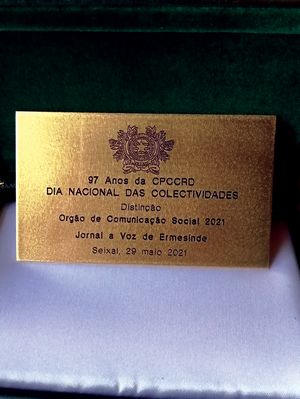 97 Anos da CPCCRD
DIA NACIONAL DAS COLECTIVIDADES
Distinção
Orgão de Comunicação Social 2021
Jornal a Voz de Ermesinde
Seixal, 29 maio 2021